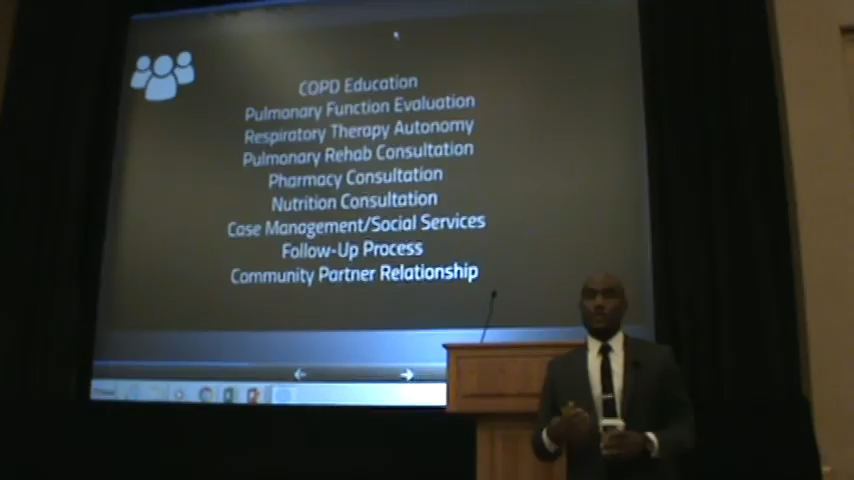 COPD Education
Pulmonary Function Evaluation
Respiratory Therapy Autonomy
Pulmonary Rehab Consultation
Pharmacy Consultation
Nutrition Consultation
Case Management/Social Services
Follow-Up Process
Community Partner Relationship